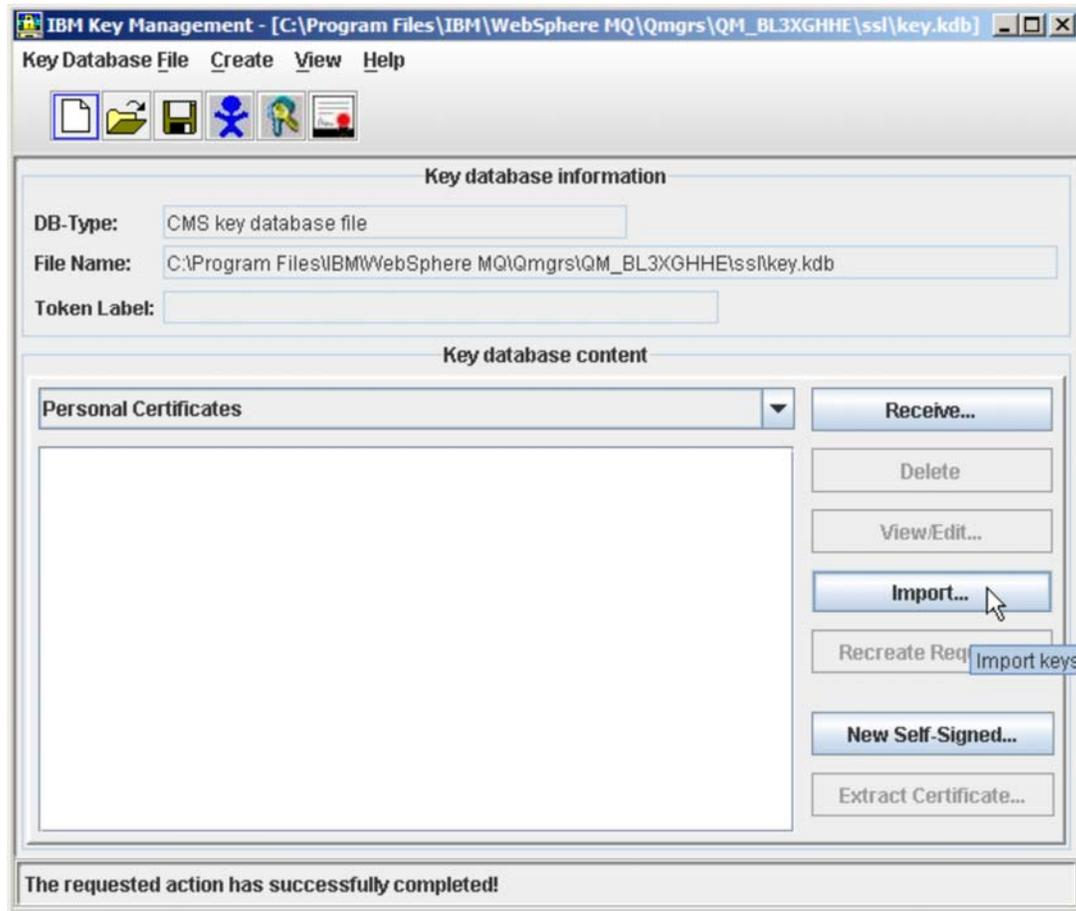 IBM Key Management - [C:\Program Files\IBM\WebSphere MQ\Qmgrs\QM_BL3XGHHE\ssl\key.kdb]
Key Database File Create View Help
Key database information
DB-Type: CMS key database file
File Name: C:\Program Files\IBM\WebSphere MQ\Qmgrs\QM_BL3XGHHE\ssl\key.kdb
Token Label:
Key database content
Personal Certificates
Receive...
Delete
View/Edit...
Import...
Recreate Req
Import keys
New Self-Signed...
Extract Certificate...
The requested action has successfully completed!